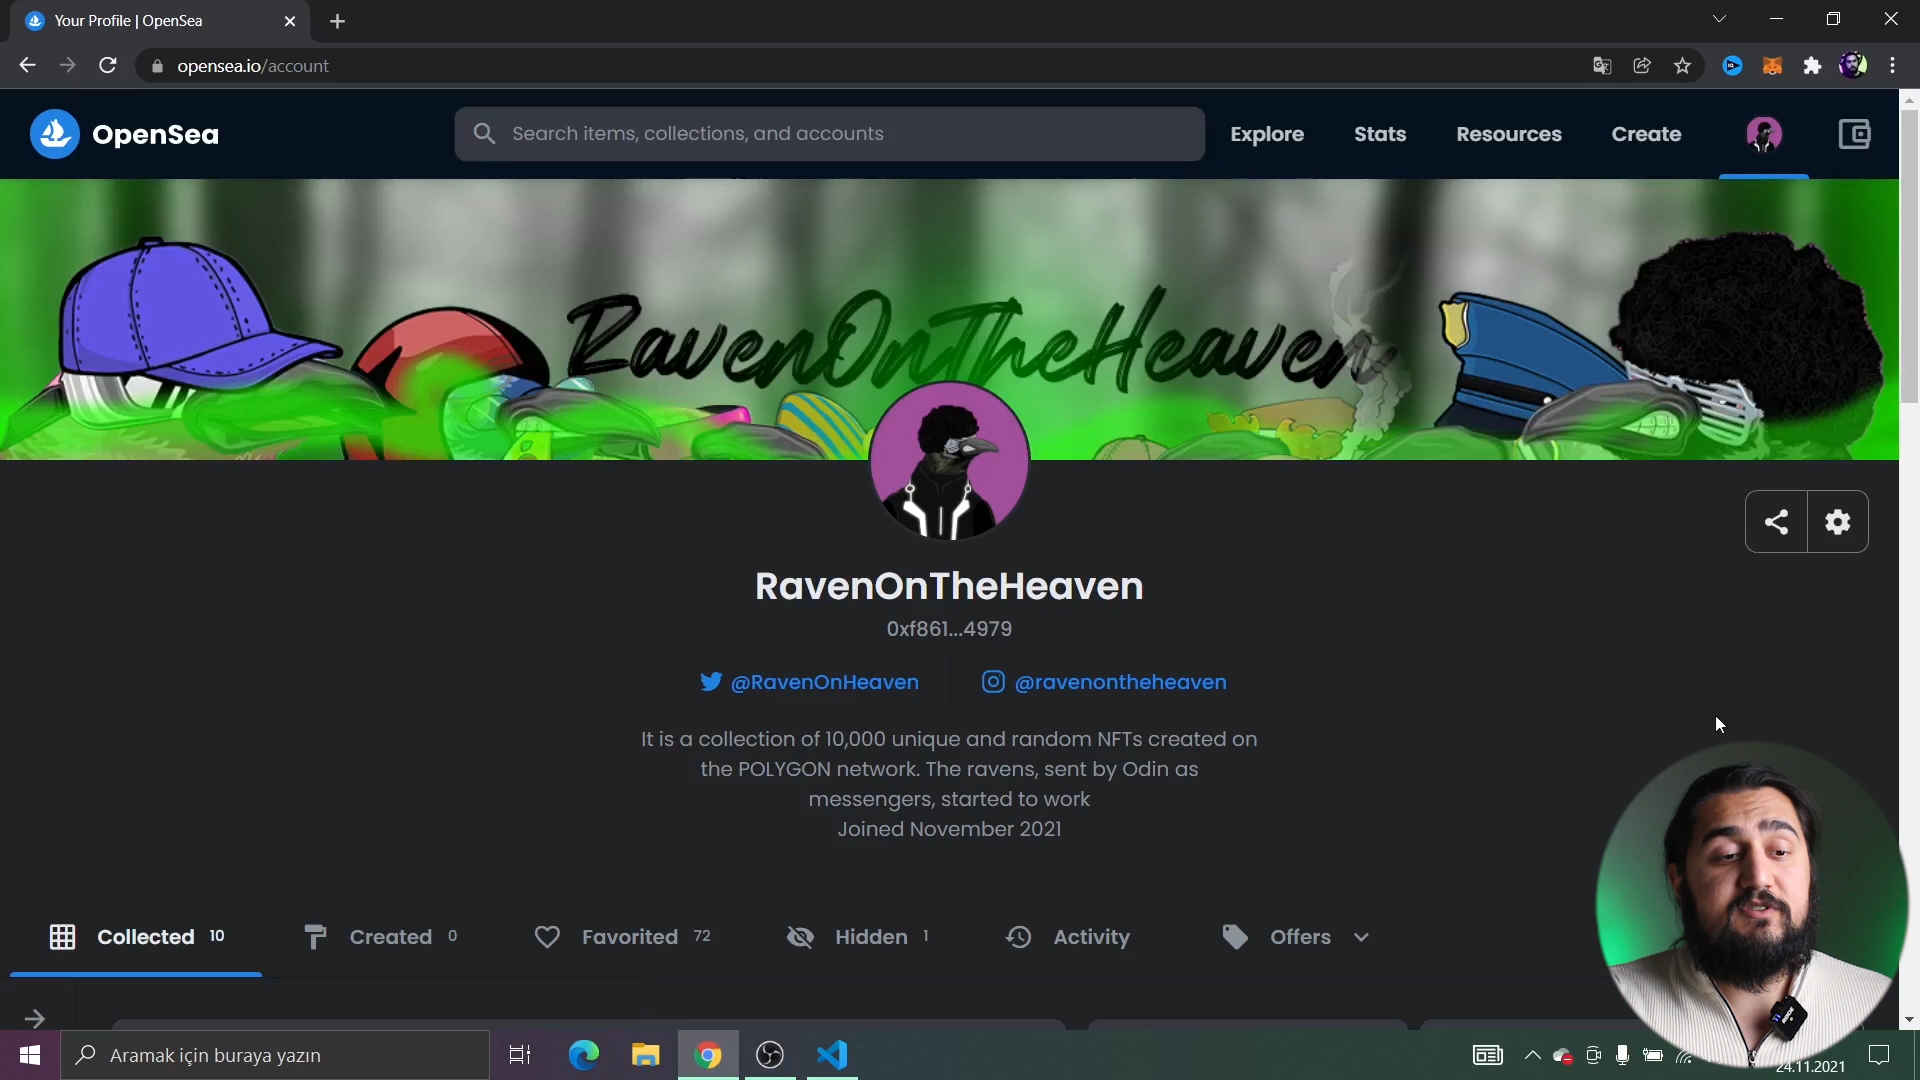 Your Profile | OpenSea
opensea.io/account
OpenSea
Search items, collections, and accounts
Explore
Stats
Resources
Create
RavenOnTheHeaven
RavenOnTheHeaven
0xf861...4979
@RavenOnHeaven
@ravenontheheaven
It is a collection of 10,000 unique and random NFTs created on
the POLYGON network. The ravens, sent by Odin as
messengers, started to work
Joined November 2021
Collected 10
Created 0
Favorited 72
Hidden 1
Activity
Offers
Aramak için buraya yazın
24.11.2021